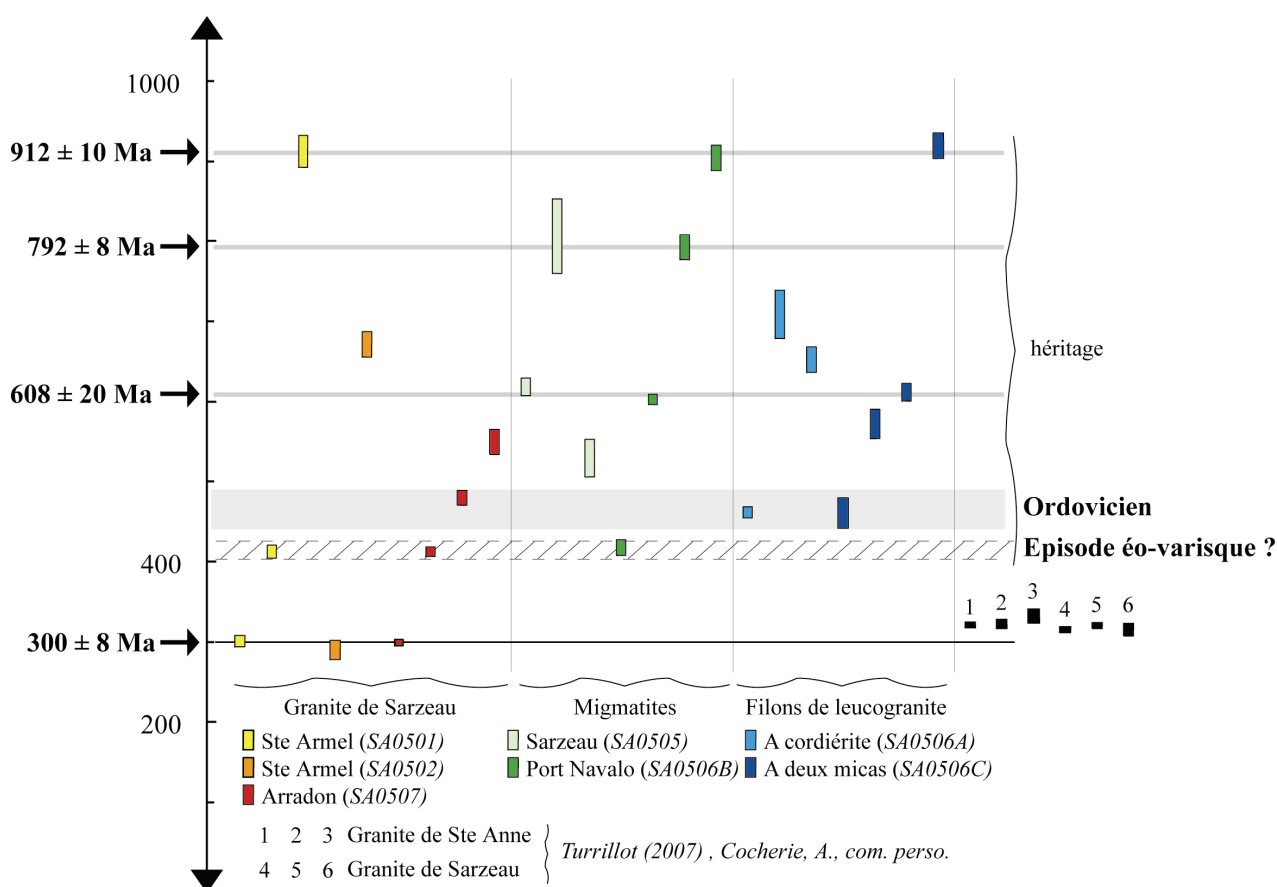 1000
912 ± 10 Ma
792 ± 8 Ma
héritage
608 ± 20 Ma
Ordovicien
Episode éo-varisque ?
400
1 2 3 4 5 6
300 ± 8 Ma
Granite de Sarzeau Migmatites Filons de leucogranite
200
Ste Armel (SA0501) Sarzeau (SA0505) A cordiérite (SA0506A)
Ste Armel (SA0502) Port Navalo (SA0506B) A deux micas (SA0506C)
Arradon (SA0507)
1 2 3 Granite de Ste Anne
Turrillot (2007) , Cocherie, A., com. perso.
4 5 6 Granite de Sarzeau